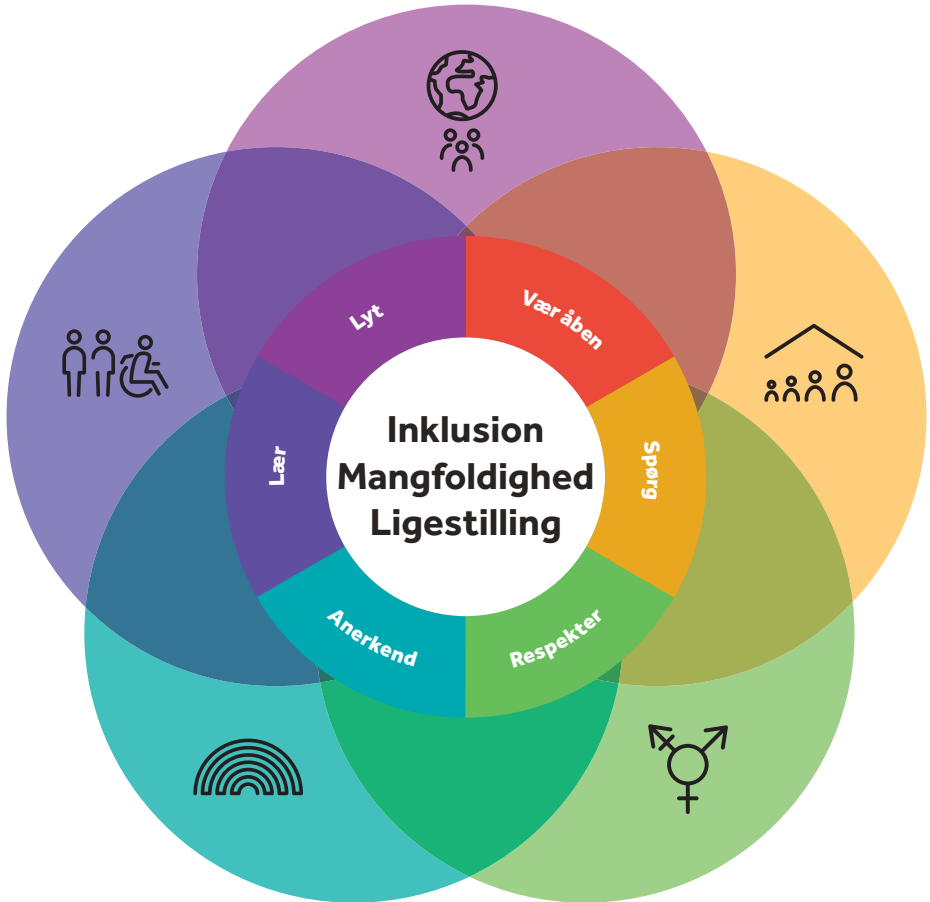 Lyt
Vær åben
Lær
Inklusion
Mangfoldighed
Ligestilling
Spørg
Anerkend
Respekter